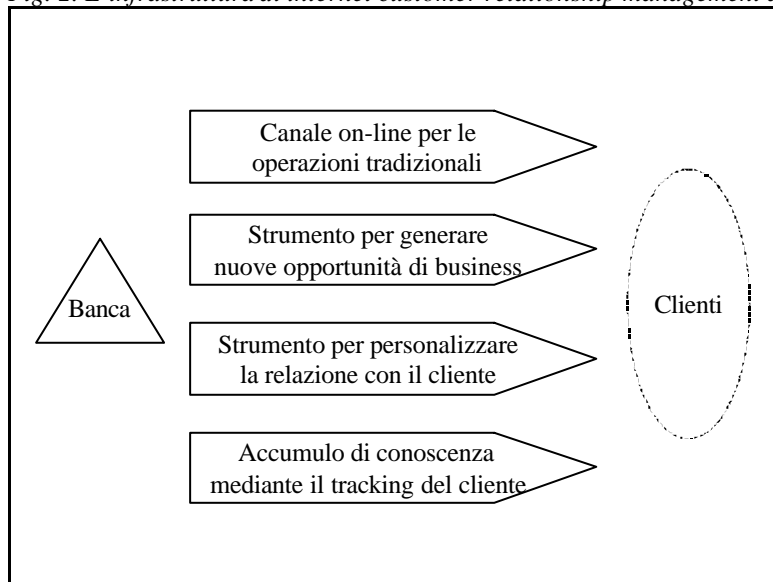 Canale on-line per le
operazioni tradizionali
Strumento per generare
nuove opportunità di business
Banca
Clienti
Strumento per personalizzare
la relazione con il cliente
Accumulo di conoscenza
mediante il tracking del cliente